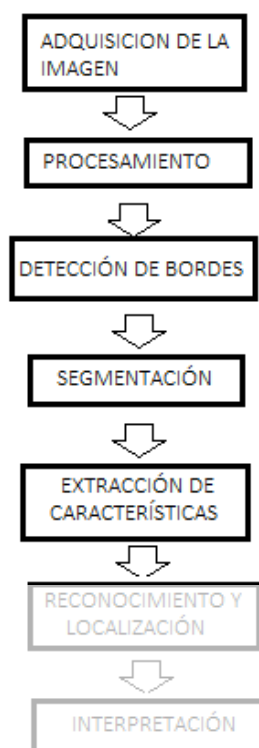 ADQUISICION DE LA
IMAGEN
PROCESAMIENTO
DETECCIÓN DE BORDES
SEGMENTACIÓN
EXTRACCIÓN DE
CARACTERÍSTICAS
RECONOCIMIENTO Y
LOCALIZACIÓN
INTERPRETACIÓN